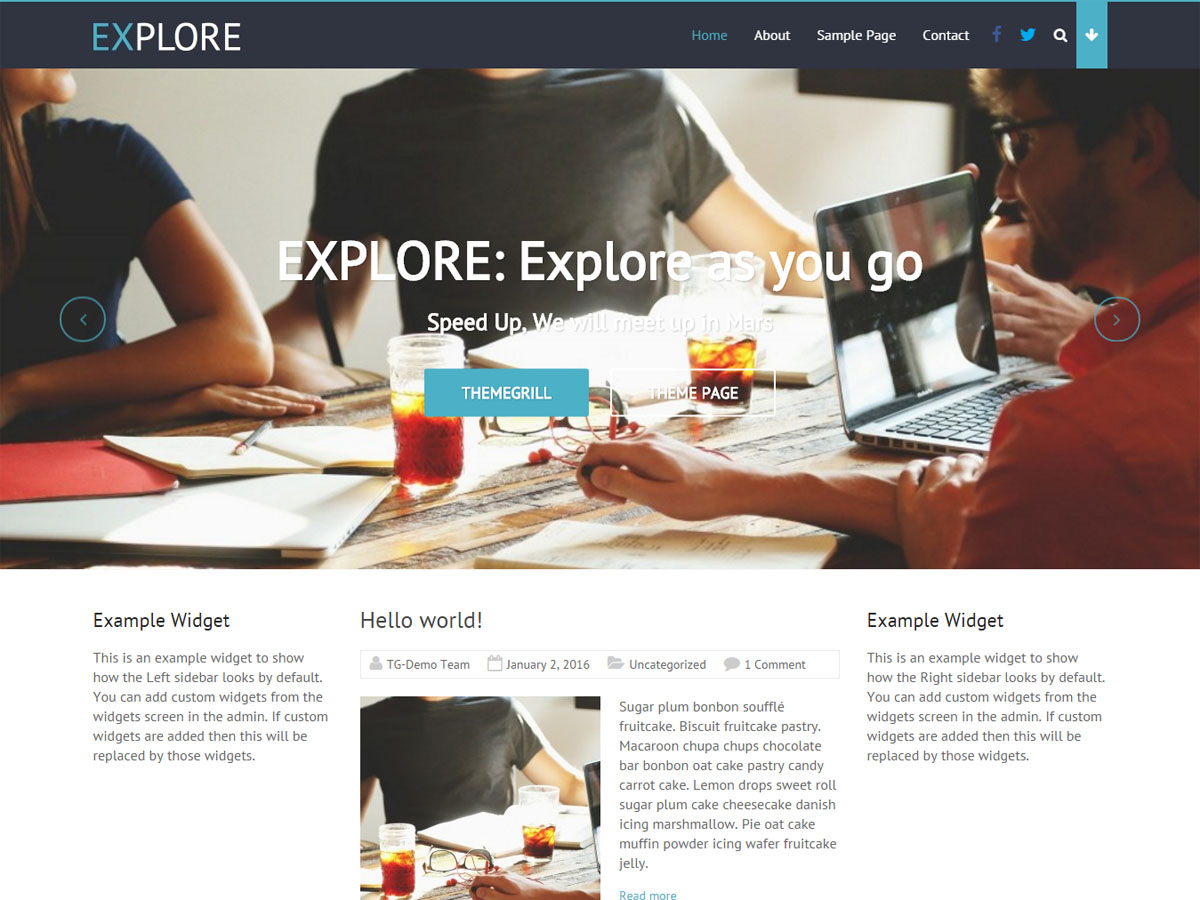 EXPLORE
Home About Sample Page Contact
EXPLORE: Explore as you go
Speed Up, We will meet up in Mars
THEMEGRILL THEME PAGE
Example Widget
This is an example widget to show
how the Left sidebar looks by default.
You can add custom widgets from the
widgets screen in the admin. If custom
widgets are added then this will be
replaced by those widgets.
Hello world!
TG-Demo Team January 2, 2016 Uncategorized 1 Comment
Sugar plum bonbon soufflé
fruitcake. Biscuit fruitcake pastry.
Macaroon chupa chups chocolate
bar bonbon oat cake pastry candy
carrot cake. Lemon drops sweet roll
sugar plum cake cheesecake danish
icing marshmallow. Pie oat cake
muffin powder icing wafer fruitcake
jelly.
Read more
Example Widget
This is an example widget to show
how the Right sidebar looks by default.
You can add custom widgets from the
widgets screen in the admin. If custom
widgets are added then this will be
replaced by those widgets.